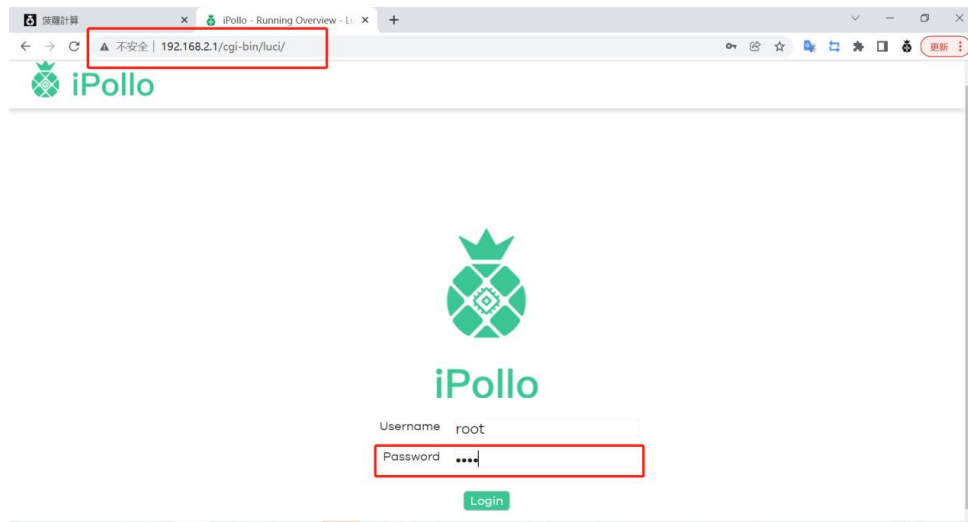 菠蘿計算
iPollo - Running Overview - Lu
不安全 | 192.168.2.1/cgi-bin/luci/
更新
iPollo
iPollo
Username root
Password ••••
Login